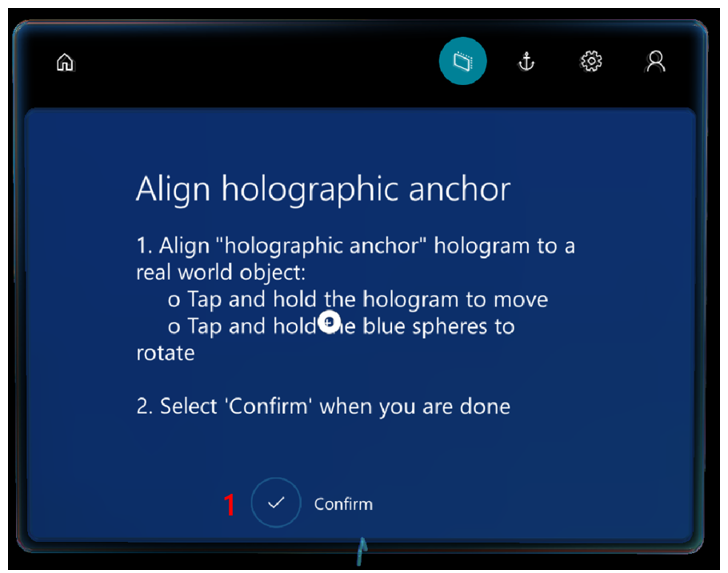 Align holographic anchor
1. Align "holographic anchor" hologram to a
real world object:
o Tap and hold the hologram to move
o Tap and hold the blue spheres to
rotate
2. Select 'Confirm' when you are done
1 Confirm